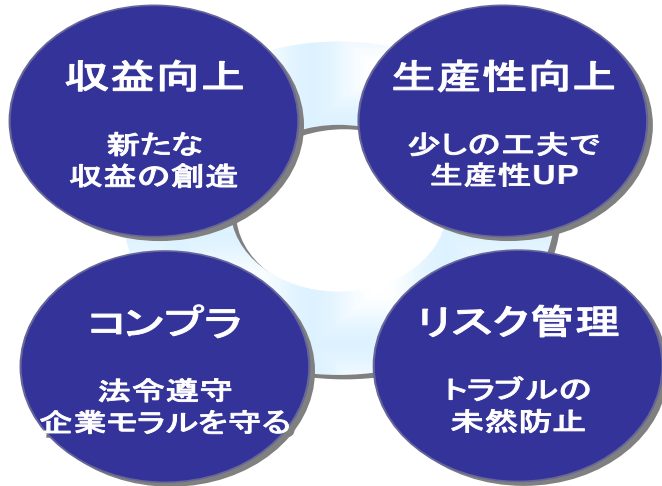 収益向上
新たな
収益の創造
生産性向上
少しの工夫で
生産性UP
コンプラ
法令遵守
企業モラルを守る
リスク管理
トラブルの
未然防止